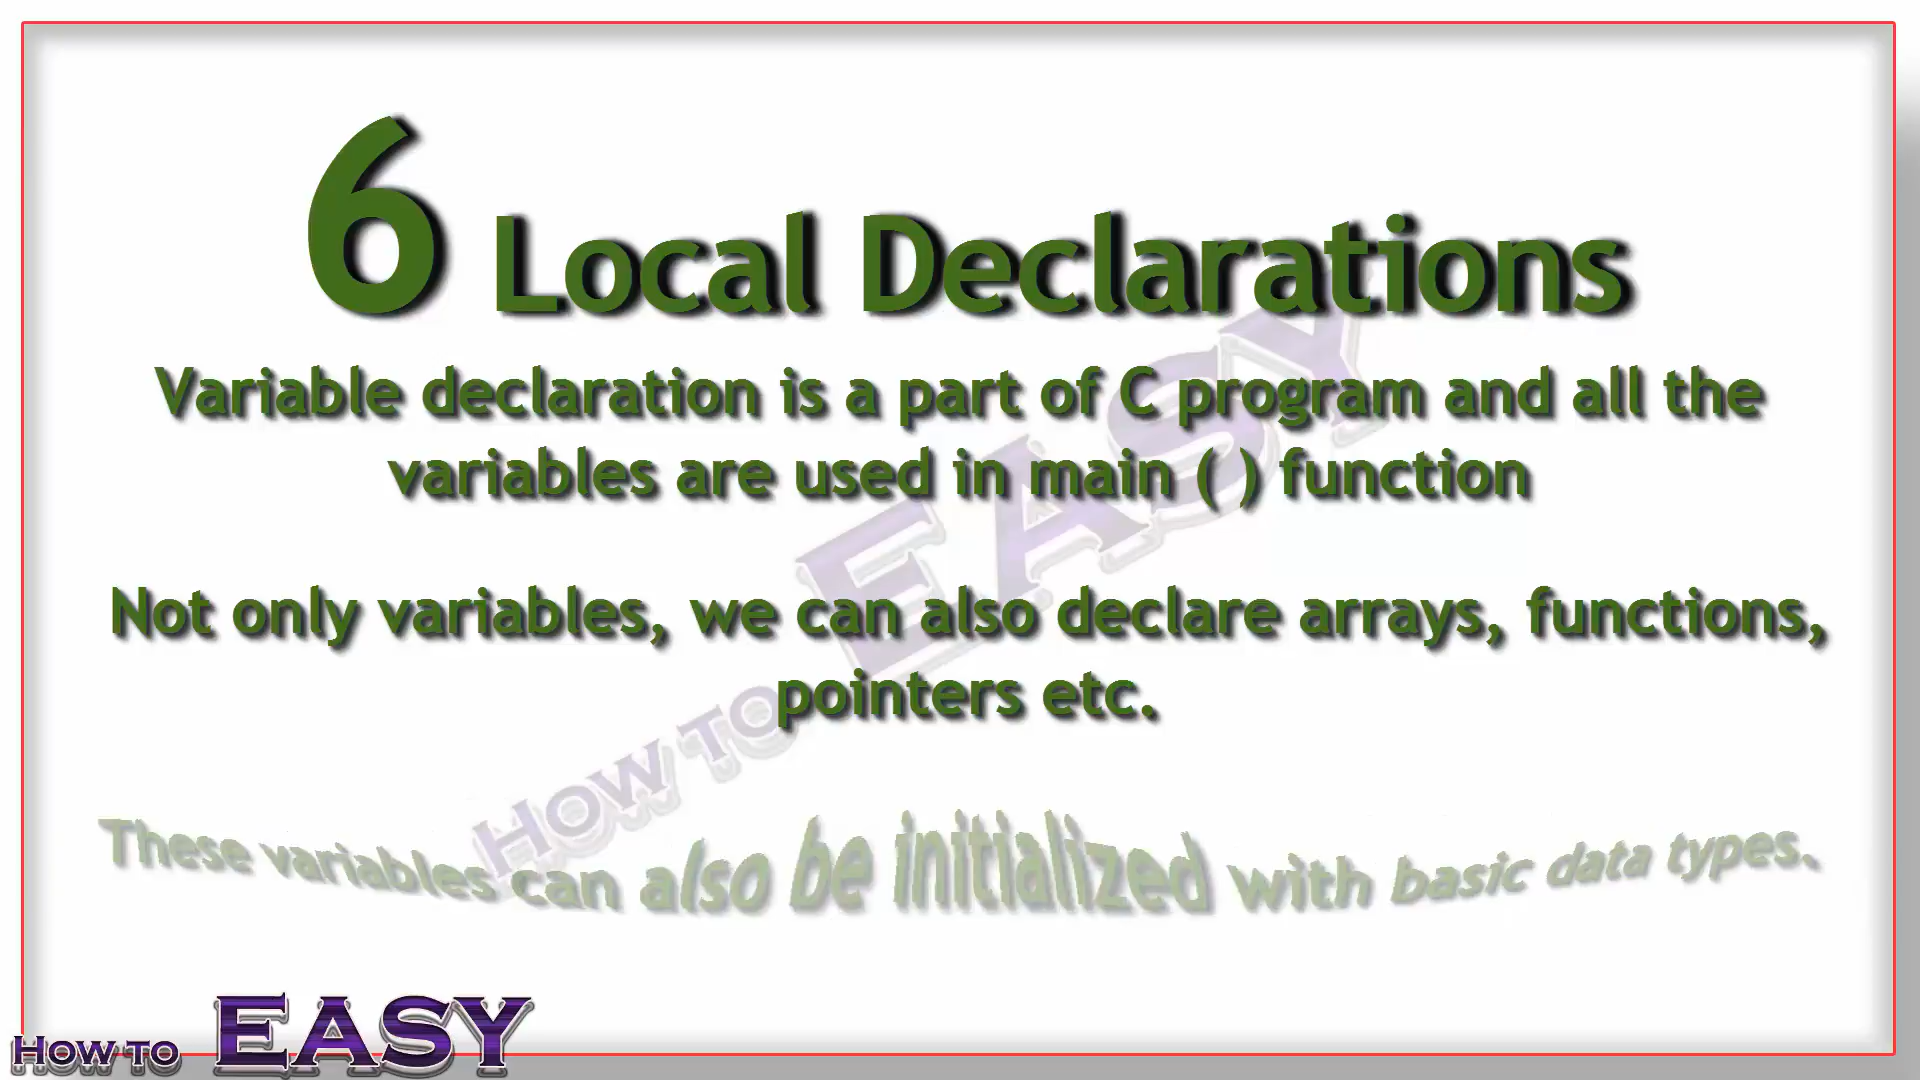 6 Local Declarations
Variable declaration is a part of C program and all the
variables are used in main ( ) function
Not only variables, we can also declare arrays, functions,
pointers etc.
These variables can also be initialized with basic data types.
HOW TO EASY
HOW TO EASY